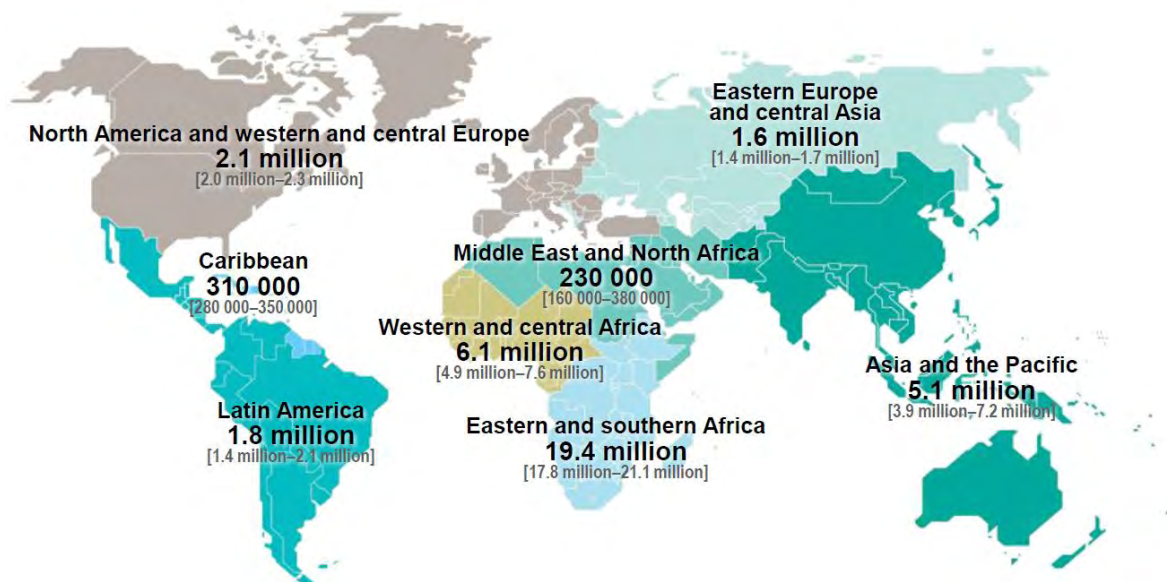 Eastern Europe
and central Asia
1.6 million
[1.4 million–1.7 million]
North America and western and central Europe
2.1 million
[2.0 million–2.3 million]
Middle East and North Africa
230 000
[160 000–380 000]
Caribbean
310 000
[280 000–350 000]
Western and central Africa
6.1 million
[4.9 million–7.6 million]
Asia and the Pacific
5.1 million
[3.9 million–7.2 million]
Latin America
1.8 million
[1.4 million–2.1 million]
Eastern and southern Africa
19.4 million
[17.8 million–21.1 million]